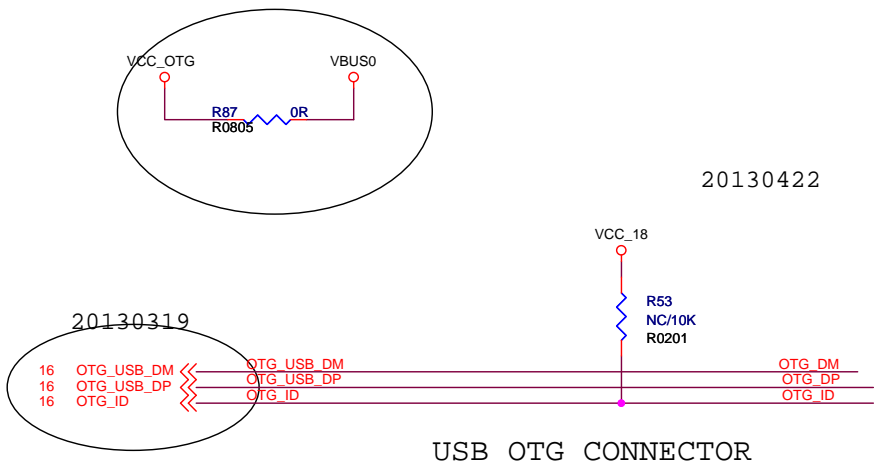 VCC_OTG VBUS0
R87 0R
R0805
20130422
VCC_18
R53
NC/10K
R0201
20130319
16 OTG_USB_DM OTG_USB_DM OTG_DM
16 OTG_USB_DP OTG_USB_DP OTG_DP
16 OTG_ID OTG_ID OTG_ID
USB OTG CONNECTOR